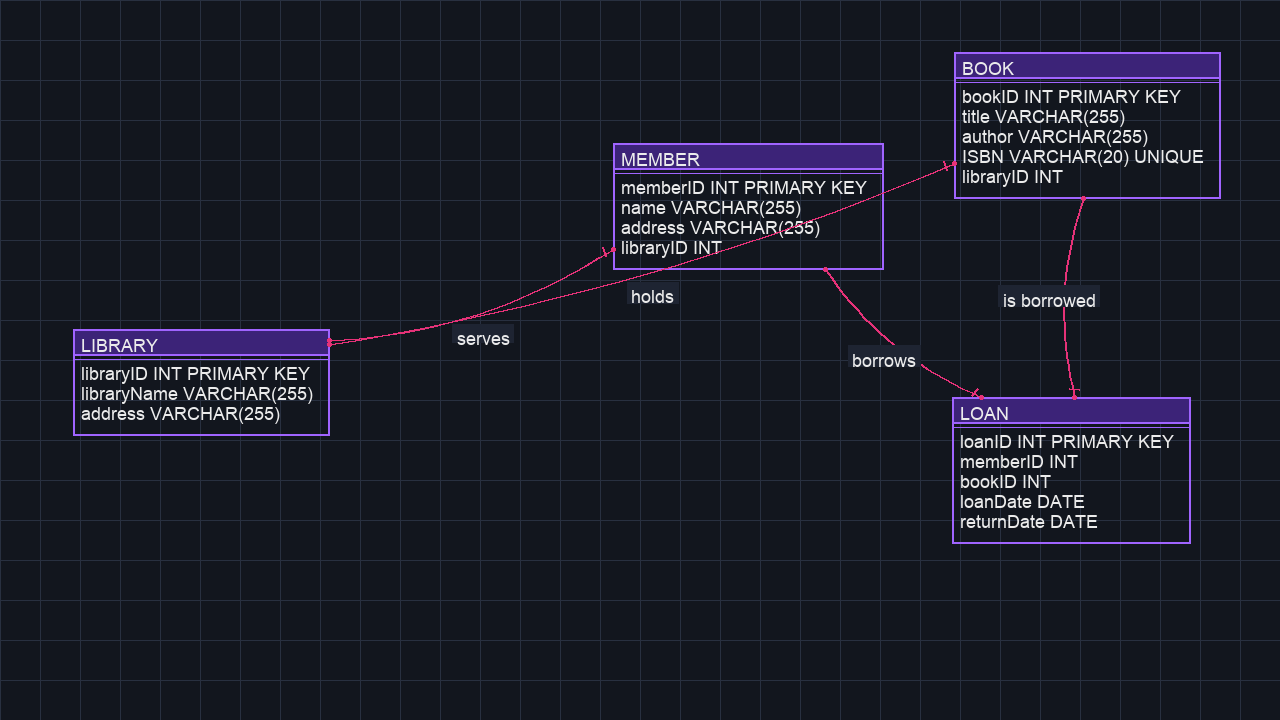 BOOK
bookID INT PRIMARY KEY
title VARCHAR(255)
author VARCHAR(255)
ISBN VARCHAR(20) UNIQUE
libraryID INT
MEMBER
memberID INT PRIMARY KEY
name VARCHAR(255)
address VARCHAR(255)
libraryID INT
holds
is borrowed
serves
borrows
LIBRARY
libraryID INT PRIMARY KEY
libraryName VARCHAR(255)
address VARCHAR(255)
LOAN
loanID INT PRIMARY KEY
memberID INT
bookID INT
loanDate DATE
returnDate DATE